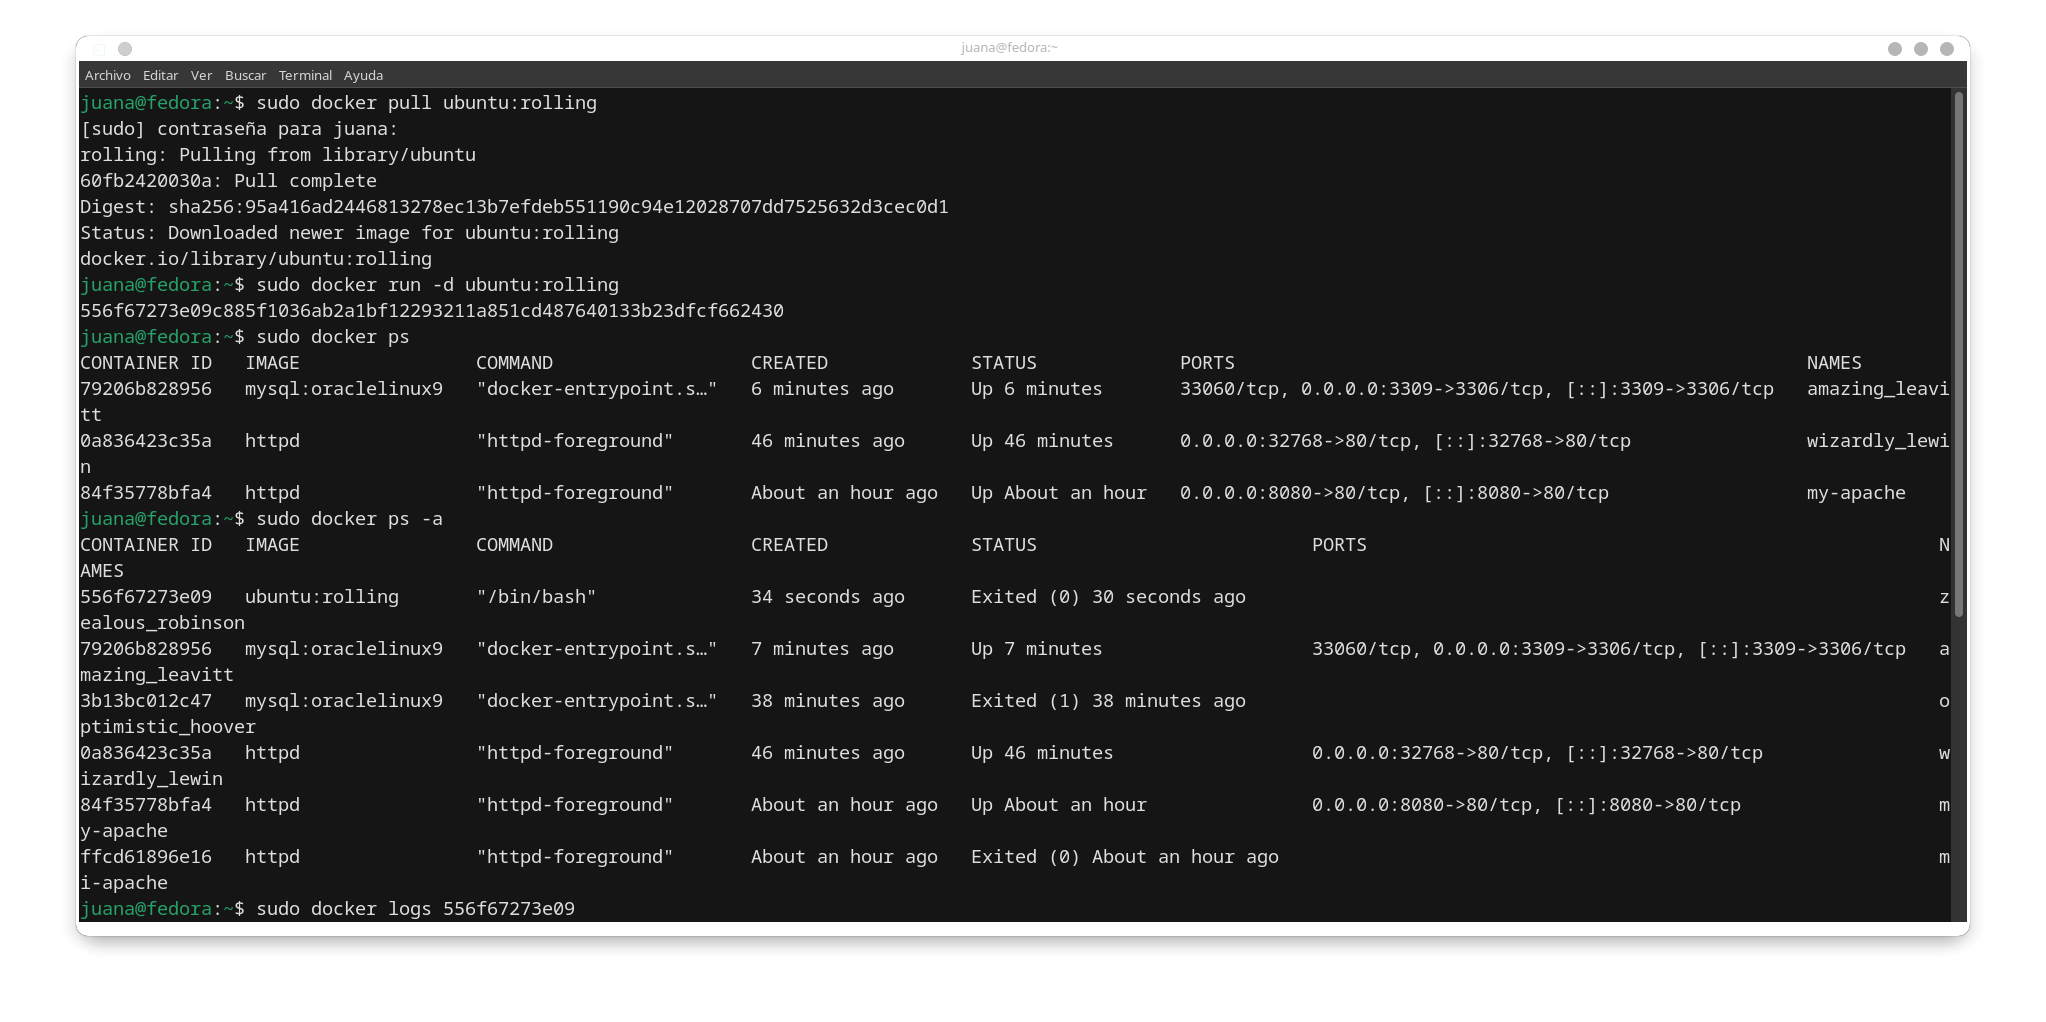 juana@fedora:~
Archivo Editar Ver Buscar Terminal Ayuda
juana@fedora:~$ sudo docker pull ubuntu:rolling
[sudo] contraseña para juana:
rolling: Pulling from library/ubuntu
60fb2420030a: Pull complete
Digest: sha256:95a416ad2446813278ec13b7efdeb551190c94e12028707dd7525632d3cec0d1
Status: Downloaded newer image for ubuntu:rolling
docker.io/library/ubuntu:rolling
juana@fedora:~$ sudo docker run -d ubuntu:rolling
556f67273e09c885f1036ab2a1bf12293211a851cd487640133b23dfcf662430
juana@fedora:~$ sudo docker ps
CONTAINER ID   IMAGE                COMMAND                  CREATED             STATUS             PORTS                                                    NAMES
79206b828956   mysql:oraclelinux9   "docker-entrypoint.s…"   6 minutes ago       Up 6 minutes       33060/tcp, 0.0.0.0:3309->3306/tcp, [::]:3309->3306/tcp   amazing_leavi
tt
0a836423c35a   httpd                "httpd-foreground"       46 minutes ago      Up 46 minutes      0.0.0.0:32768->80/tcp, [::]:32768->80/tcp                wizardly_lewi
n
84f35778bfa4   httpd                "httpd-foreground"       About an hour ago   Up About an hour   0.0.0.0:8080->80/tcp, [::]:8080->80/tcp                  my-apache
juana@fedora:~$ sudo docker ps -a
CONTAINER ID   IMAGE                COMMAND                  CREATED             STATUS                         PORTS                                                    N
AMES
556f67273e09   ubuntu:rolling       "/bin/bash"              34 seconds ago      Exited (0) 30 seconds ago                                                               z
ealous_robinson
79206b828956   mysql:oraclelinux9   "docker-entrypoint.s…"   7 minutes ago       Up 7 minutes                   33060/tcp, 0.0.0.0:3309->3306/tcp, [::]:3309->3306/tcp   a
mazing_leavitt
3b13bc012c47   mysql:oraclelinux9   "docker-entrypoint.s…"   38 minutes ago      Exited (1) 38 minutes ago                                                               o
ptimistic_hoover
0a836423c35a   httpd                "httpd-foreground"       46 minutes ago      Up 46 minutes                  0.0.0.0:32768->80/tcp, [::]:32768->80/tcp                w
izardly_lewin
84f35778bfa4   httpd                "httpd-foreground"       About an hour ago   Up About an hour               0.0.0.0:8080->80/tcp, [::]:8080->80/tcp                  m
y-apache
ffcd61896e16   httpd                "httpd-foreground"       About an hour ago   Exited (0) About an hour ago                                                            m
i-apache
juana@fedora:~$ sudo docker logs 556f67273e09